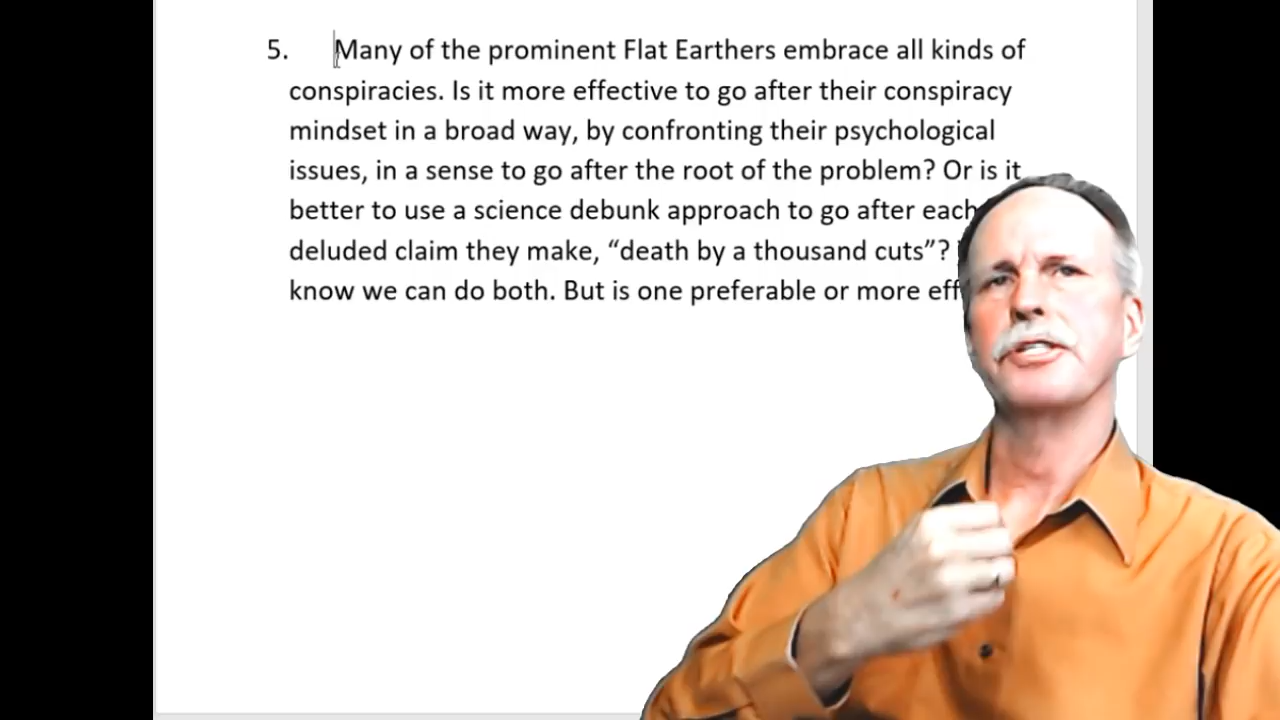 5. Many of the prominent Flat Earthers embrace all kinds of
conspiracies. Is it more effective to go after their conspiracy
mindset in a broad way, by confronting their psychological
issues, in a sense to go after the root of the problem? Or is it
better to use a science debunk approach to go after each
deluded claim they make, “death by a thousand cuts”?
know we can do both. But is one preferable or more